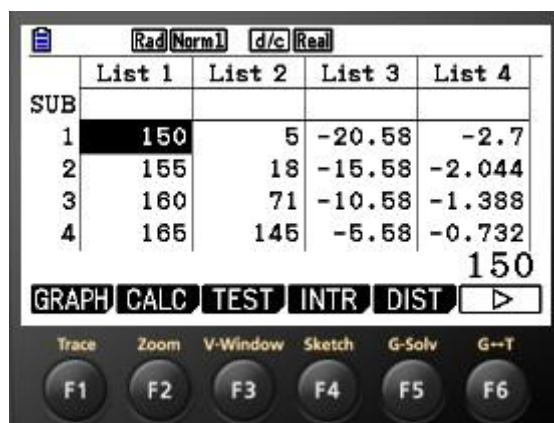 Rad Norm1 d/c Real
List 1 List 2 List 3 List 4
SUB
1 150 5 -20.58 -2.7
2 155 18 -15.58 -2.044
3 160 71 -10.58 -1.388
4 165 145 -5.58 -0.732
150
GRAPH CALC TEST INTR DIST ▷
Trace Zoom V-Window Sketch G-Solv G↔T
F1 F2 F3 F4 F5 F6